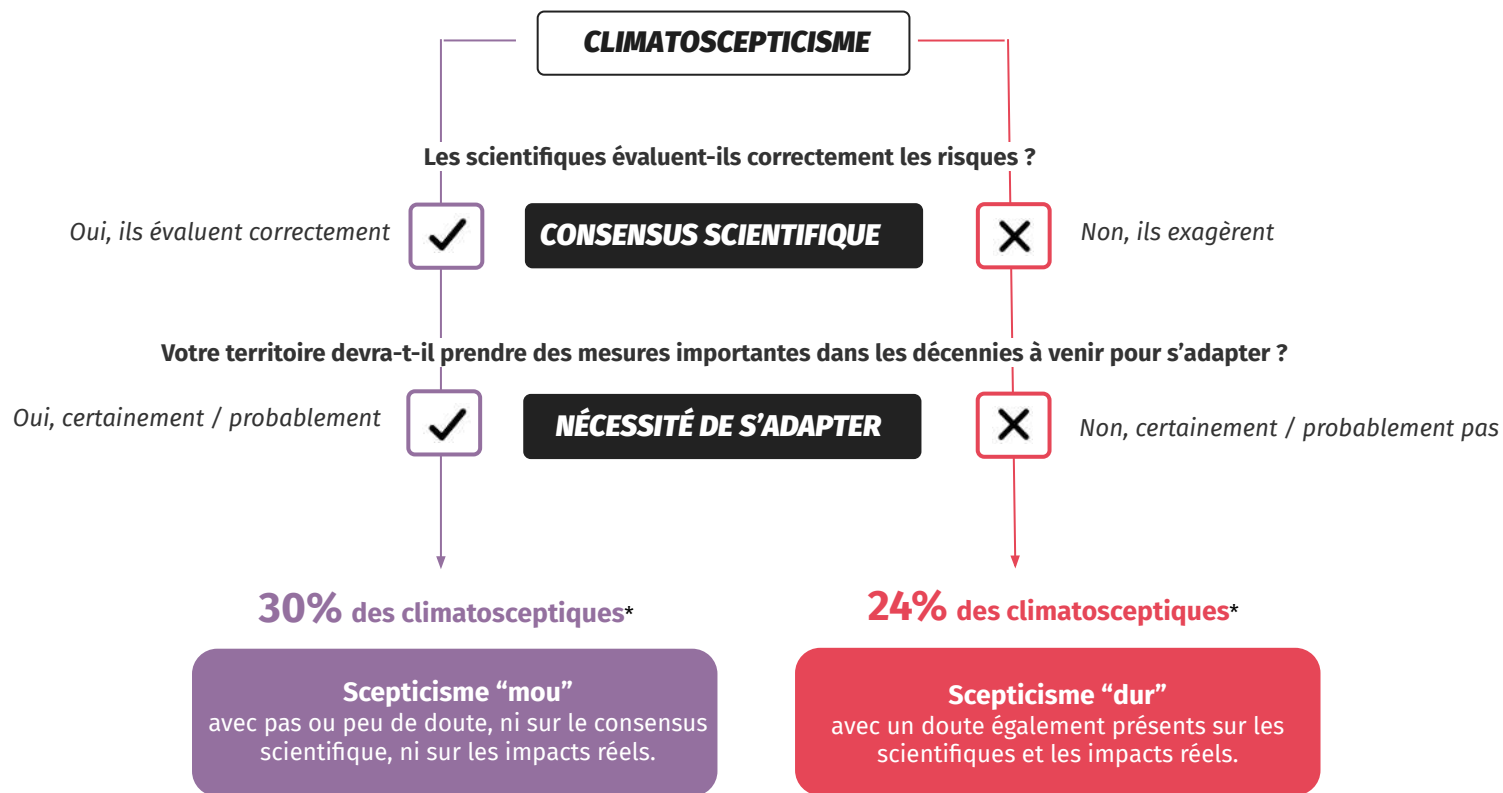 CLIMATOSCEPTICISME
Les scientifiques évaluent-ils correctement les risques ?
Oui, ils évaluent correctement
CONSENSUS SCIENTIFIQUE
Non, ils exagèrent
Votre territoire devra-t-il prendre des mesures importantes dans les décennies à venir pour s’adapter ?
Oui, certainement / probablement
NÉCESSITÉ DE S’ADAPTER
Non, certainement / probablement pas
30% des climatosceptiques*
Scepticisme “mou”
avec pas ou peu de doute, ni sur le consensus
scientifique, ni sur les impacts réels.
24% des climatosceptiques*
Scepticisme “dur”
avec un doute également présents sur les
scientifiques et les impacts réels.